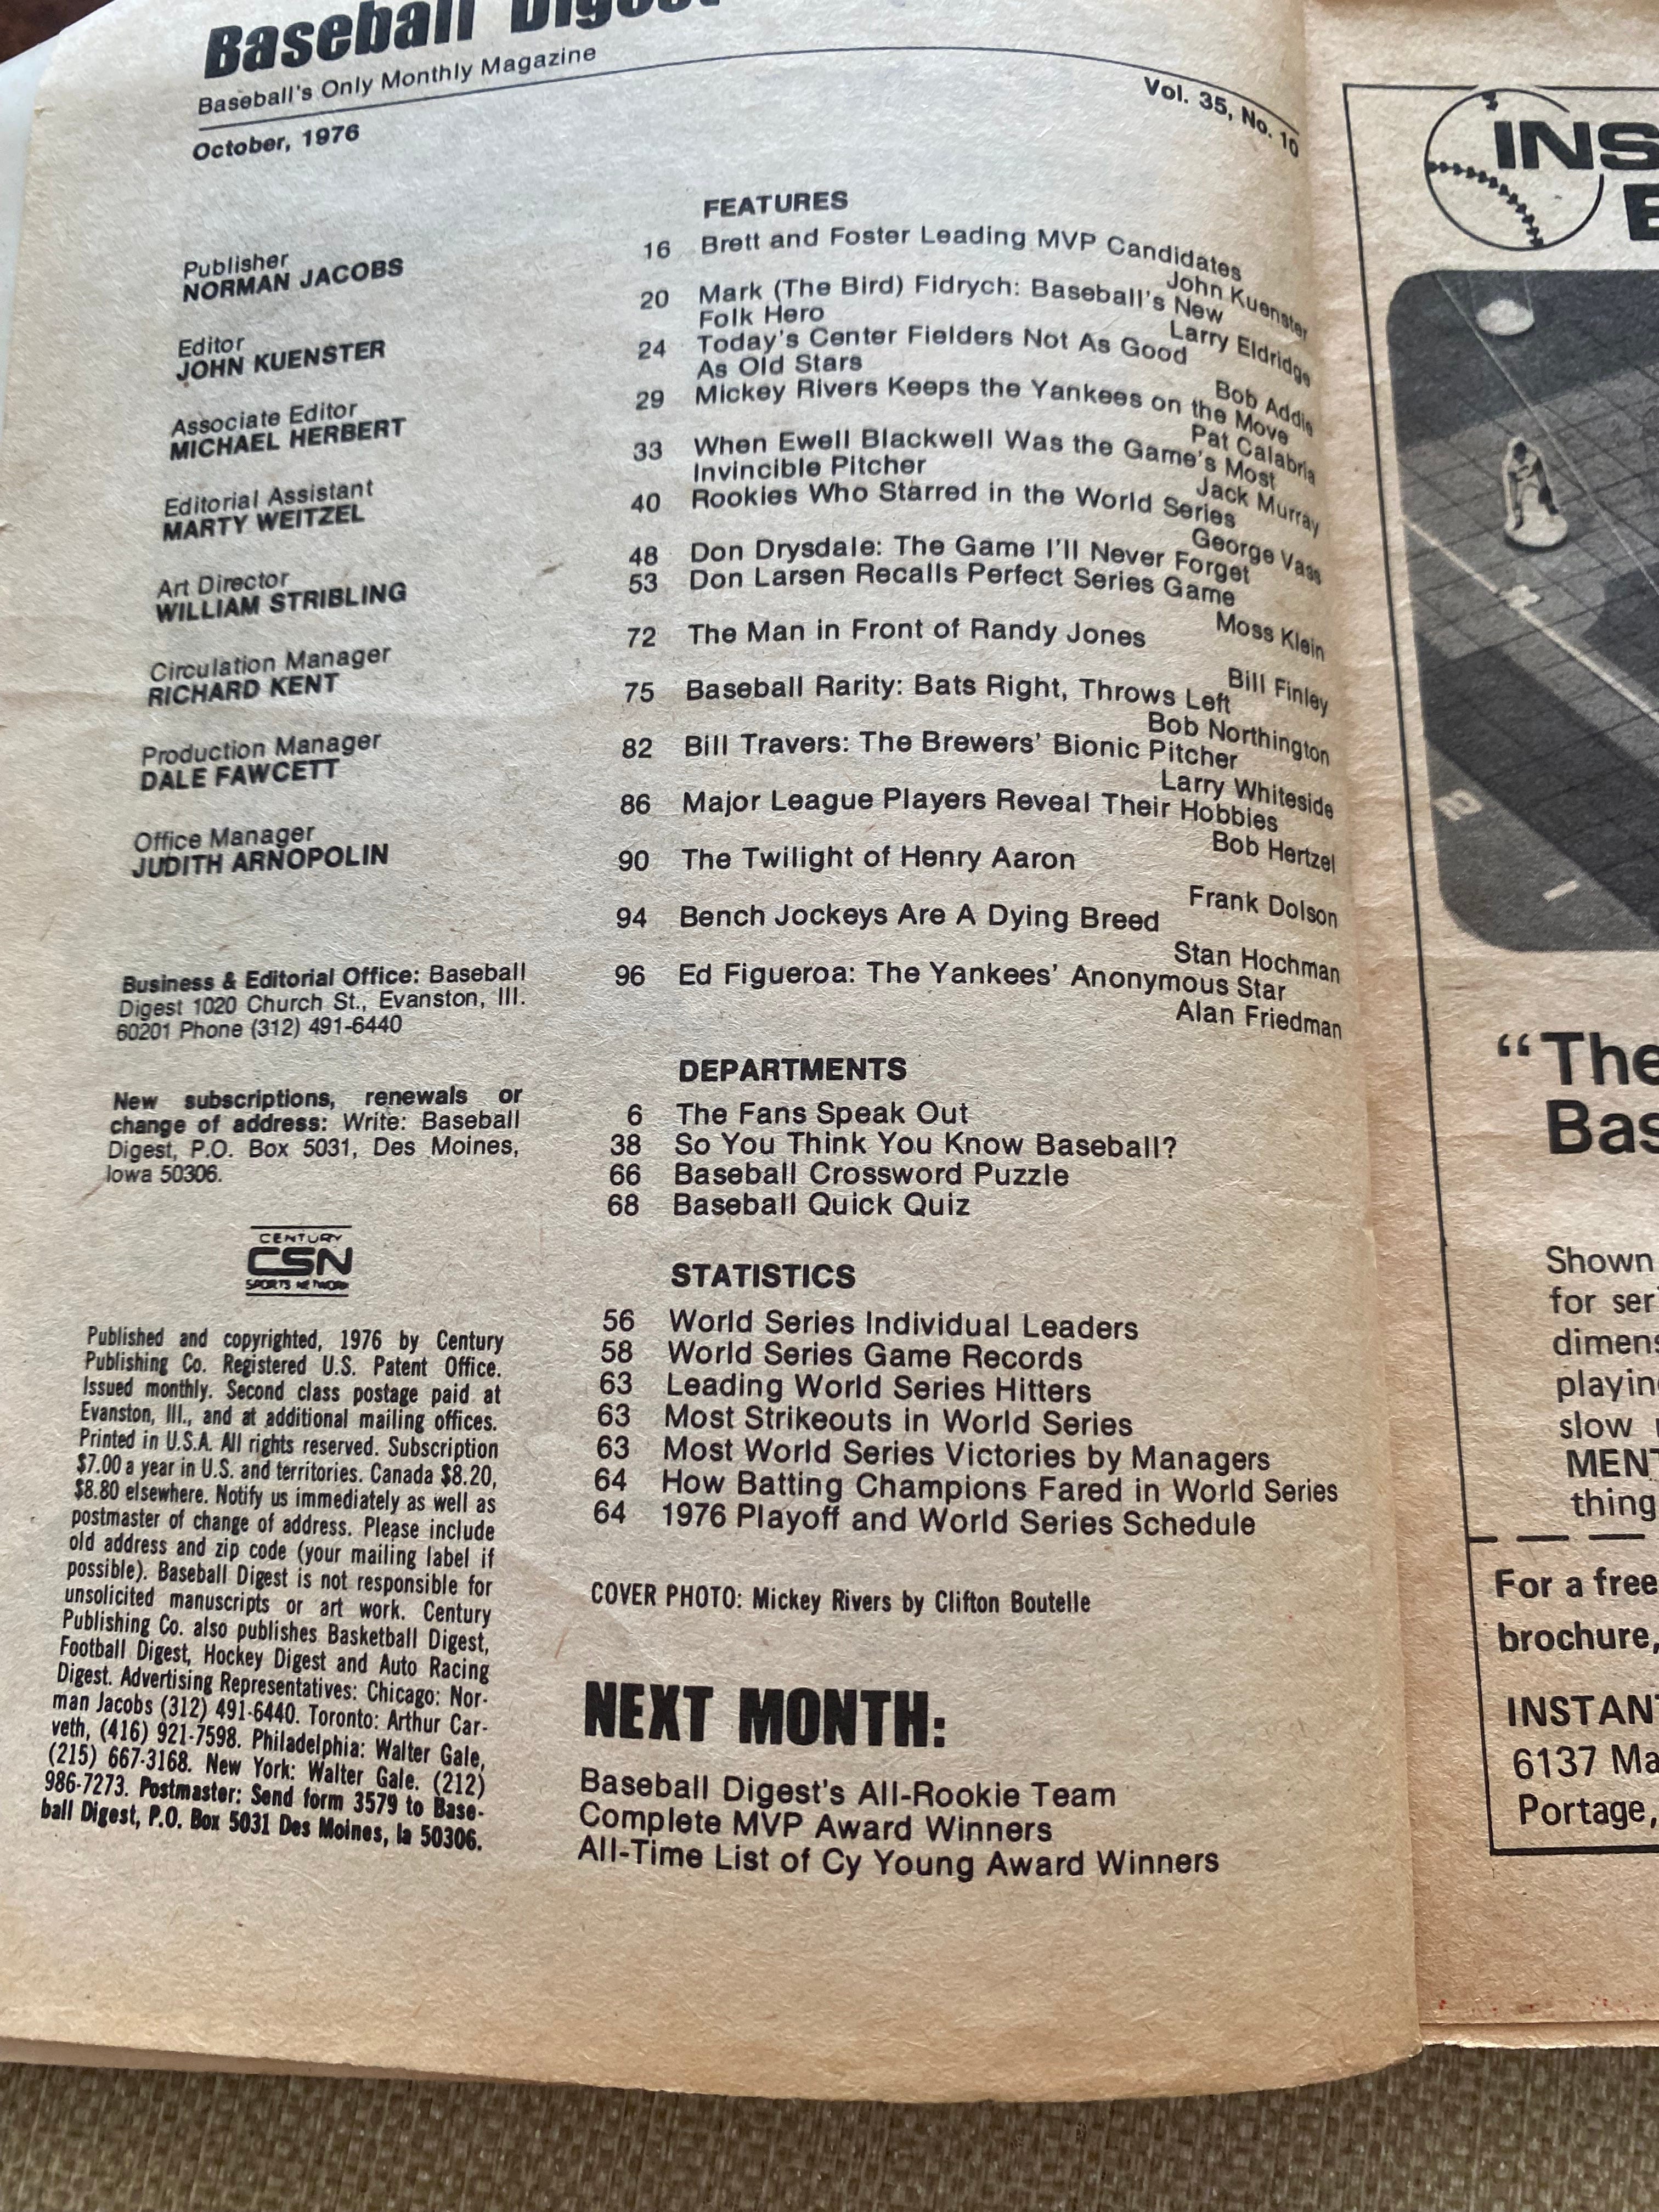 Baseball Digest
Baseball's Only Monthly Magazine
October, 1976
Vol. 35, No. 10
Publisher
NORMAN JACOBS
Editor
JOHN KUENSTER
Associate Editor
MICHAEL HERBERT
Editorial Assistant
MARTY WEITZEL
Art Director
WILLIAM STRIBLING
Circulation Manager
RICHARD KENT
Production Manager
DALE FAWCETT
Office Manager
JUDITH ARNOPOLIN
Business & Editorial Office: Baseball
Digest 1020 Church St., Evanston, Ill.
60201 Phone (312) 491-6440
New subscriptions, renewals or
change of address: Write: Baseball
Digest, P.O. Box 5031, Des Moines,
Iowa 50306.
CENTURY
CSN
SPORTS NETWORK
Published and copyrighted, 1976 by Century
Publishing Co. Registered U.S. Patent Office.
Issued monthly. Second class postage paid at
Evanston, Ill., and at additional mailing offices.
Printed in U.S.A. All rights reserved. Subscription
$7.00 a year in U.S. and territories. Canada $8.20,
$8.80 elsewhere. Notify us immediately as well as
postmaster of change of address. Please include
old address and zip code (your mailing label if
possible). Baseball Digest is not responsible for
unsolicited manuscripts or art work. Century
Publishing Co. also publishes Basketball Digest,
Football Digest, Hockey Digest and Auto Racing
Digest. Advertising Representatives: Chicago: Nor-
man Jacobs (312) 491-6440. Toronto: Arthur Car-
veth, (416) 921-7598. Philadelphia: Walter Gale,
(215) 667-3168. New York: Walter Gale. (212)
986-7273. Postmaster: Send form 3579 to Base-
ball Digest, P.O. Box 5031 Des Moines, Ia 50306.
FEATURES
16 Brett and Foster Leading MVP Candidates
John Kuenster
20 Mark (The Bird) Fidrych: Baseball's New
Folk Hero
Larry Eldridge
24 Today's Center Fielders Not As Good
As Old Stars
Bob Addie
29 Mickey Rivers Keeps the Yankees on the Move
Pat Calabria
33 When Ewell Blackwell Was the Game's Most
Invincible Pitcher
Jack Murray
40 Rookies Who Starred in the World Series
George Vass
48 Don Drysdale: The Game I'll Never Forget
53 Don Larsen Recalls Perfect Series Game
Moss Klein
72 The Man in Front of Randy Jones
Bill Finley
75 Baseball Rarity: Bats Right, Throws Left
Bob Northington
82 Bill Travers: The Brewers' Bionic Pitcher
Larry Whiteside
86 Major League Players Reveal Their Hobbies
Bob Hertzel
90 The Twilight of Henry Aaron
Frank Dolson
94 Bench Jockeys Are A Dying Breed
Stan Hochman
96 Ed Figueroa: The Yankees' Anonymous Star
Alan Friedman
DEPARTMENTS
6 The Fans Speak Out
38 So You Think You Know Baseball?
66 Baseball Crossword Puzzle
68 Baseball Quick Quiz
STATISTICS
56 World Series Individual Leaders
58 World Series Game Records
63 Leading World Series Hitters
63 Most Strikeouts in World Series
63 Most World Series Victories by Managers
64 How Batting Champions Fared in World Series
64 1976 Playoff and World Series Schedule
COVER PHOTO: Mickey Rivers by Clifton Boutelle
NEXT MONTH:
Baseball Digest's All-Rookie Team
Complete MVP Award Winners
All-Time List of Cy Young Award Winners
INS
2
1
"The
Bas
Shown
for ser
dimens
playin
slow
MENT
thing
For a free
brochure,
INSTAN
6137 Ma
Portage,